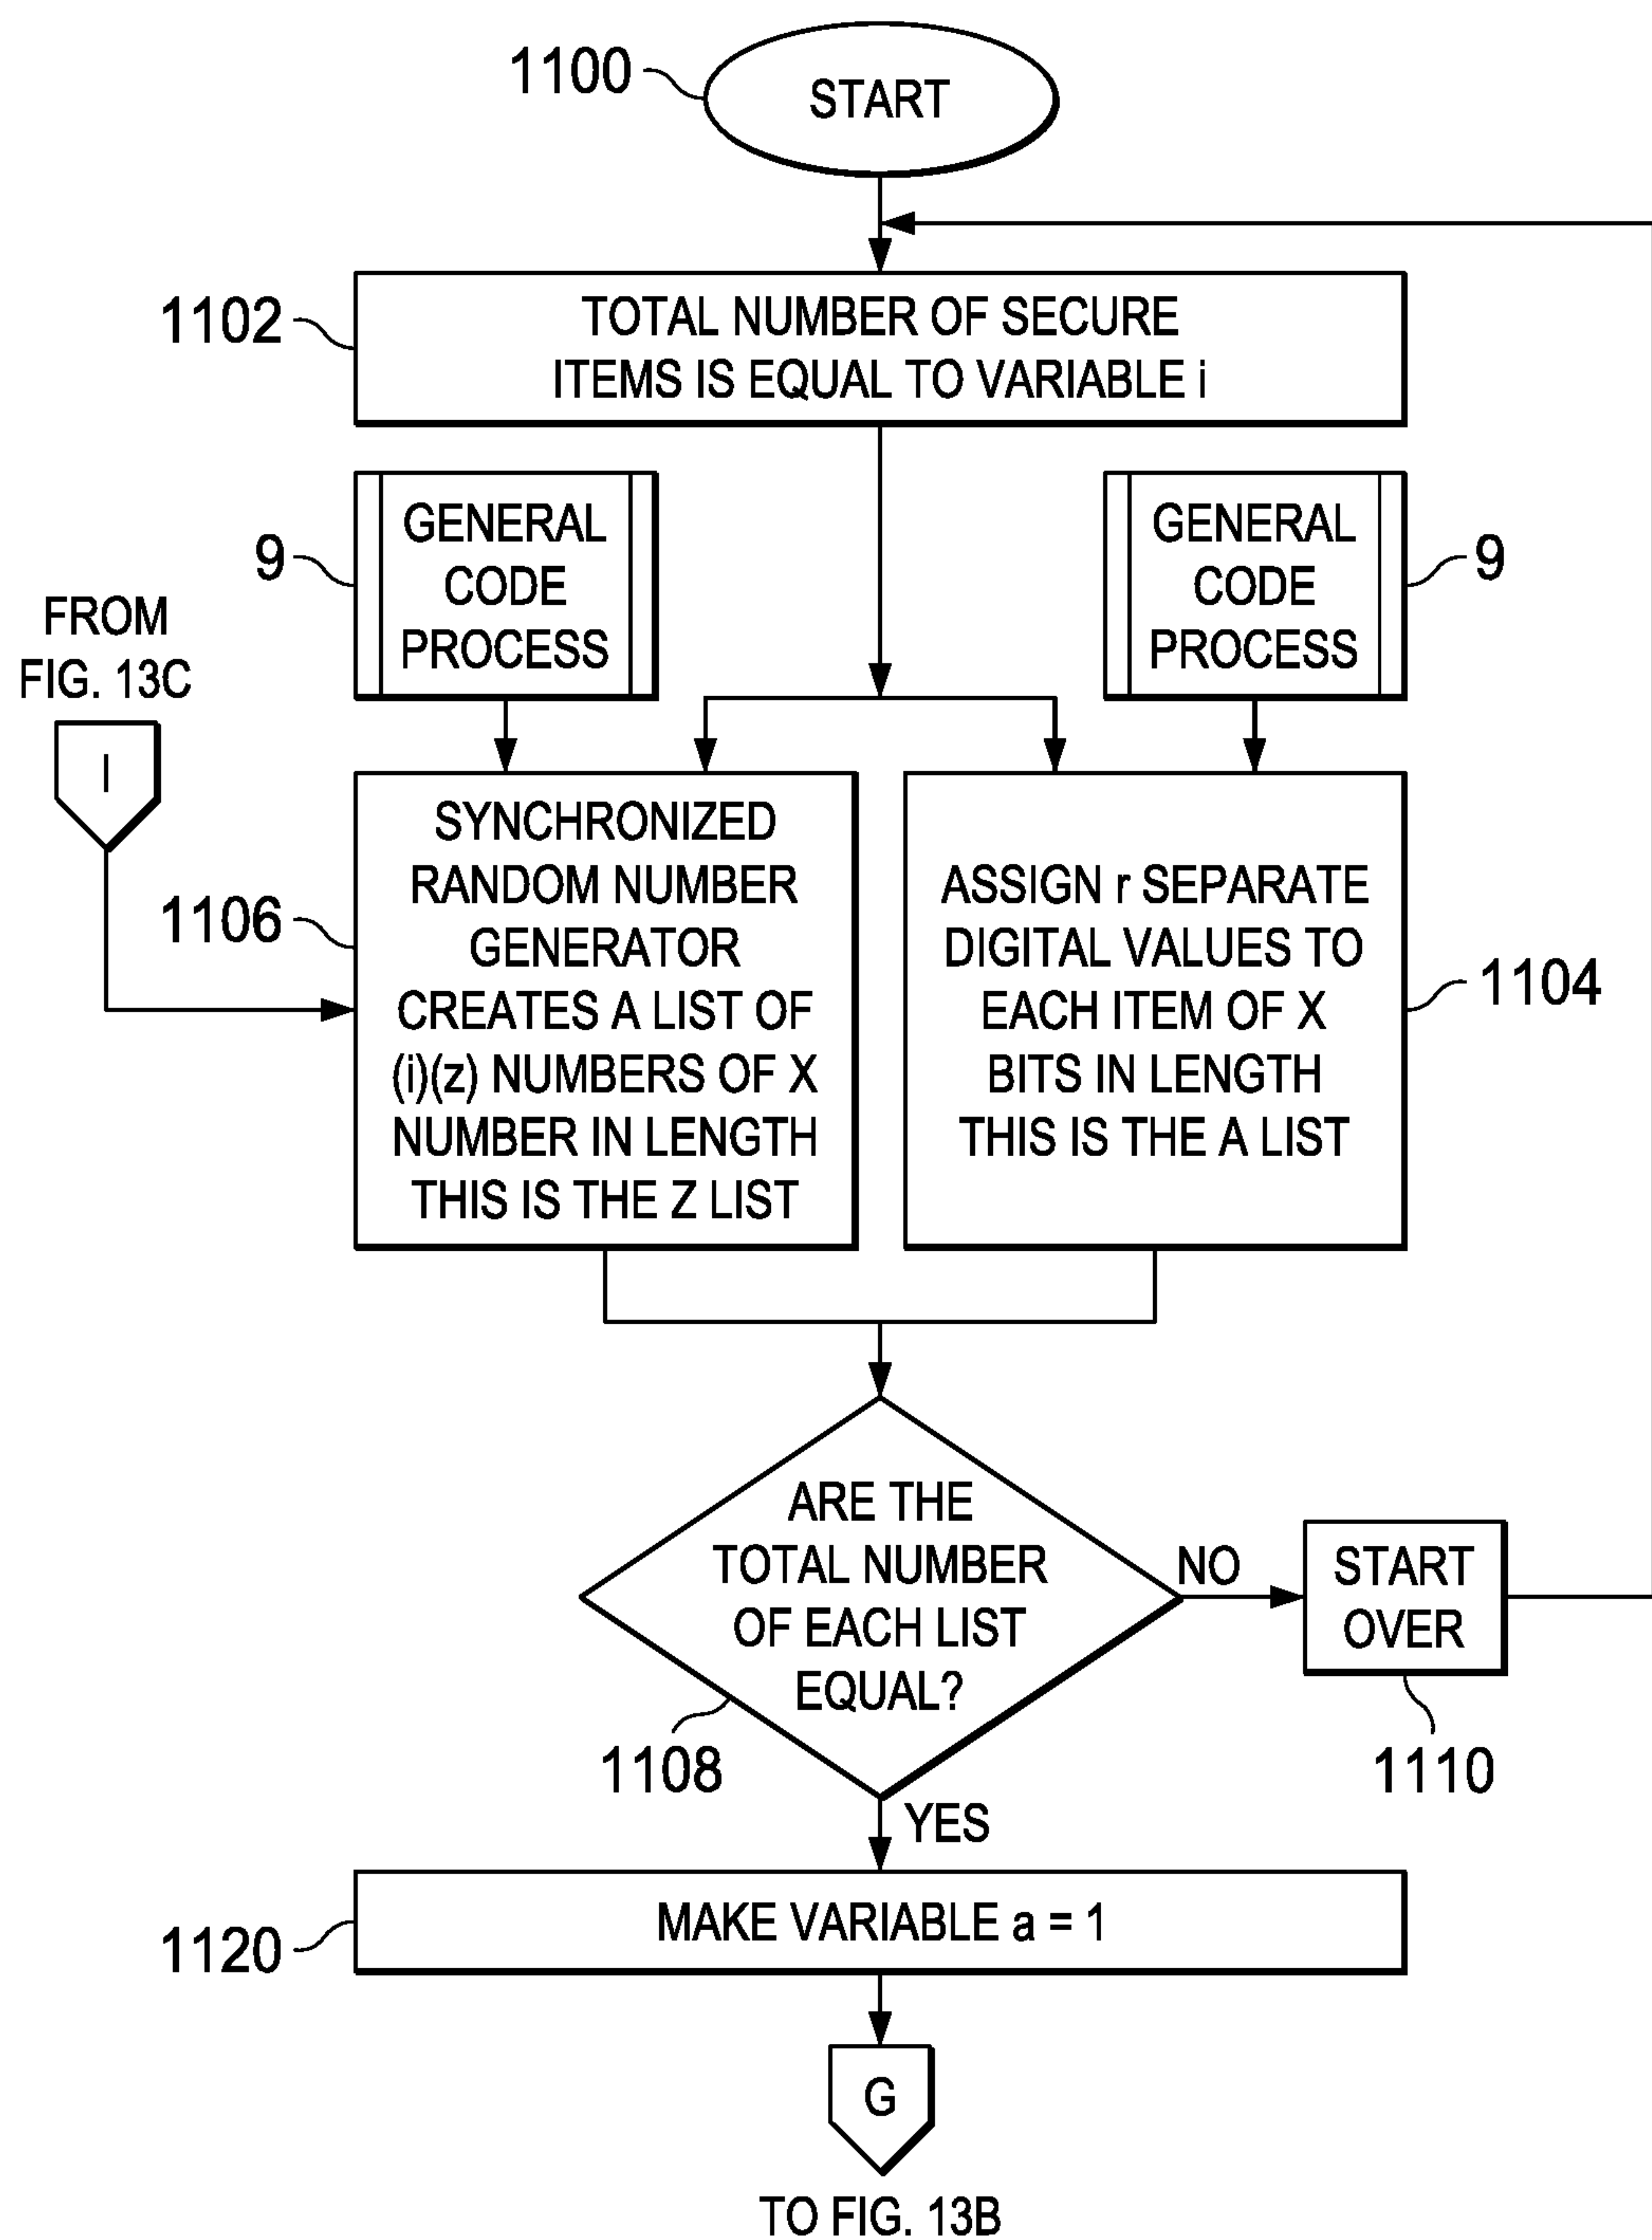 1100
START
1102
TOTAL NUMBER OF SECURE
ITEMS IS EQUAL TO VARIABLE i
9
GENERAL
CODE
PROCESS
GENERAL
CODE
PROCESS
9
FROM
FIG. 13C
I
1106
SYNCHRONIZED
RANDOM NUMBER
GENERATOR
CREATES A LIST OF
(i)(z) NUMBERS OF X
NUMBER IN LENGTH
THIS IS THE Z LIST
ASSIGN r SEPARATE
DIGITAL VALUES TO
EACH ITEM OF X
BITS IN LENGTH
THIS IS THE A LIST
1104
ARE THE
TOTAL NUMBER
OF EACH LIST
EQUAL?
1108
NO
START
OVER
1110
YES
1120
MAKE VARIABLE a = 1
G
TO FIG. 13B